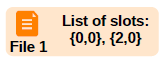 List of slots:
{0,0}, {2,0}
File 1